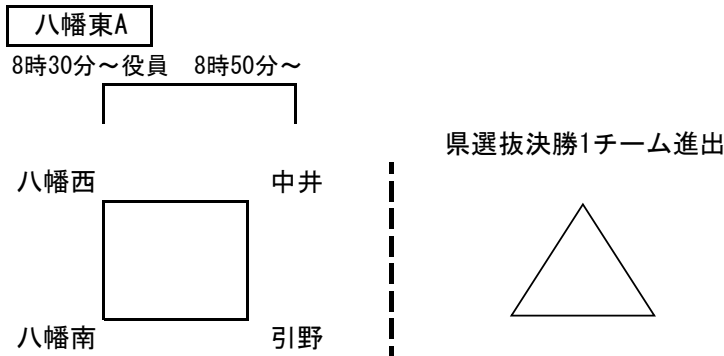 八幡東A
8時30分～役員　8時50分～
県選抜決勝1チーム進出
八幡西　中井
八幡南　引野